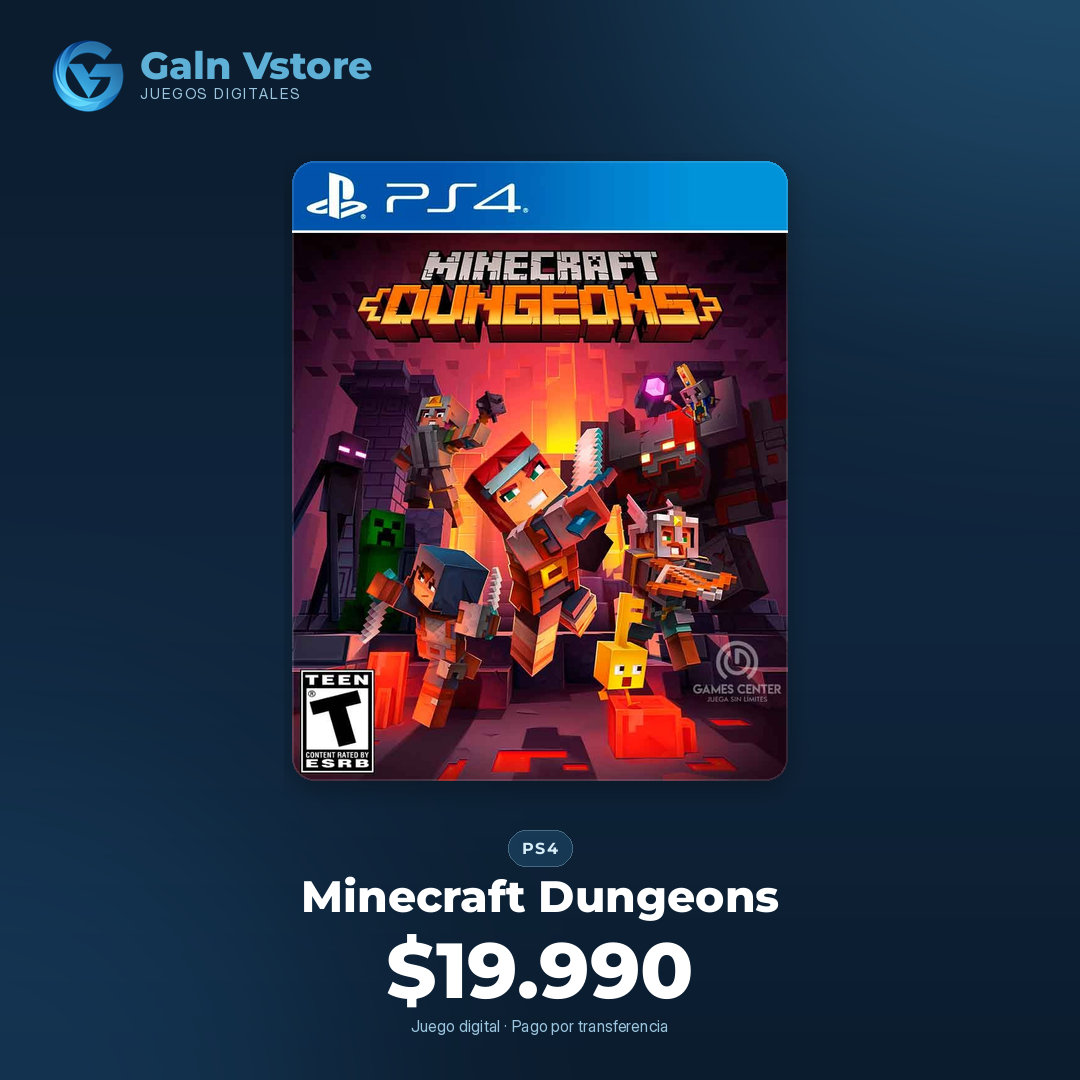 GaIn Vstore
JUEGOS DIGITALES
PS4
MINECRAFT
DUNGEONS
GAMES CENTER
JUEGA SIN LIMITES
TEEN
T
CONTENT RATED BY
ESRB
PS4
Minecraft Dungeons
$19.990
Juego digital · Pago por transferencia